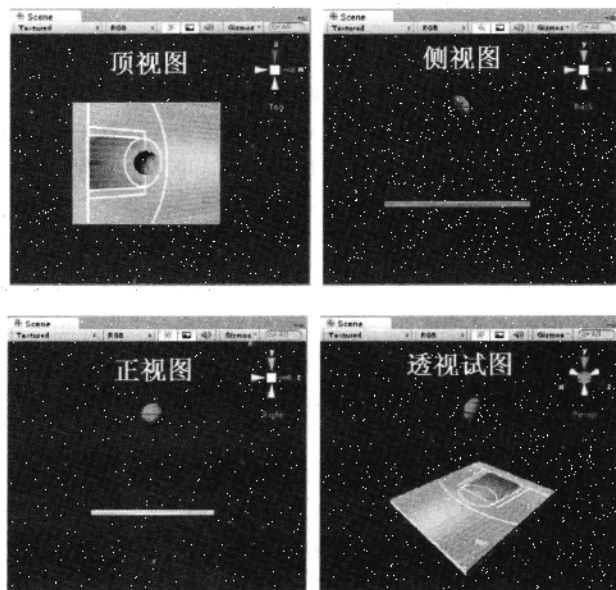 Scene
Textured RGB Gizmos
顶视图
x
Top
Scene
Textured RGB Gizmos
侧视图
y
Back
Scene
Textured RGB Gizmos
正视图
y
Right
Scene
Textured RGB Gizmos
透视试图
y
Persp